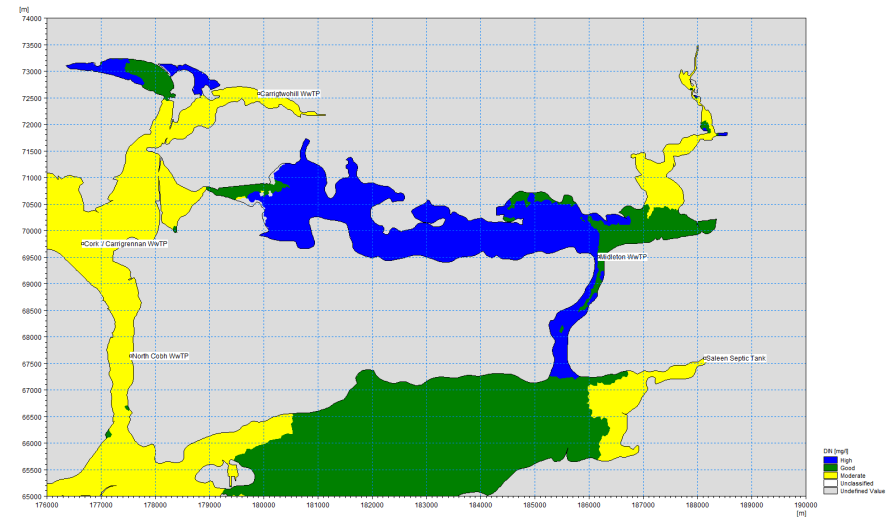 [m]
74000
73500
73000
72500
72000
71500
71000
70500
70000
69500
69000
68500
68000
67500
67000
66500
66000
65500
65000
Carrigtwohill WwTP
Cork / Carrigrennan WwTP
Midleton WwTP
North Cobh WwTP
Saleen Septic Tank
176000 177000 178000 179000 180000 181000 182000 183000 184000 185000 186000 187000 188000 189000 190000
[m]
DIN [mg/l]
High
Good
Moderate
Unclassified
Undefined Value